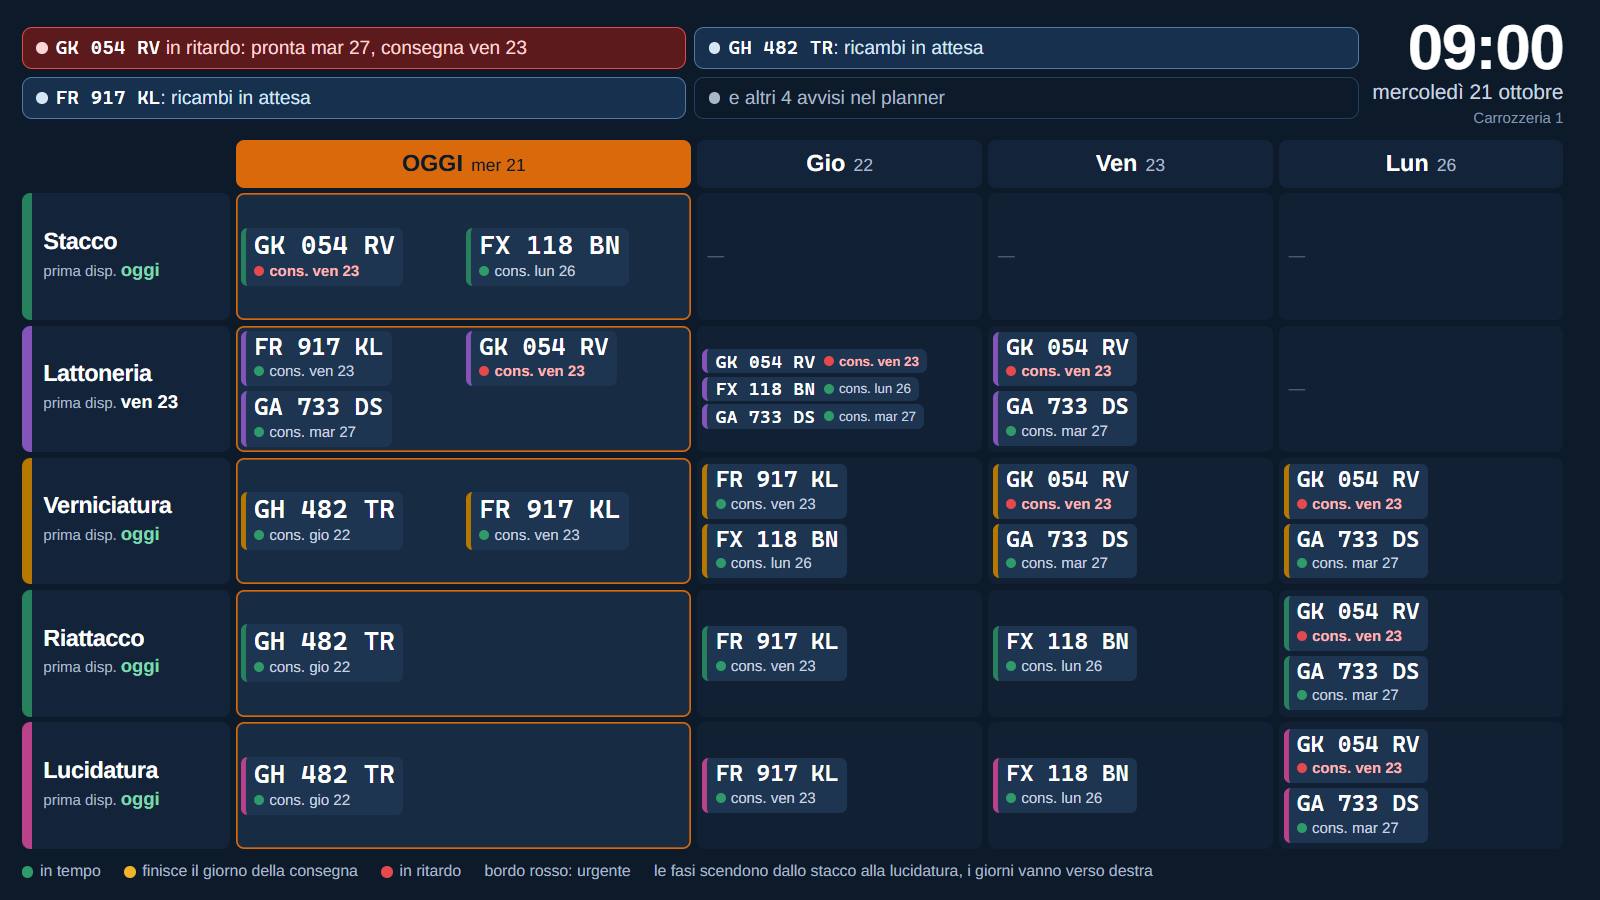 GK 054 RV in ritardo: pronta mar 27, consegna ven 23
GH 482 TR: ricambi in attesa
FR 917 KL: ricambi in attesa
e altri 4 avvisi nel planner
09:00
mercoledì 21 ottobre
Carrozzeria 1
OGGI mer 21
Gio 22
Ven 23
Lun 26
Stacco
prima disp. oggi
GK 054 RV
cons. ven 23
FX 118 BN
cons. lun 26
—
—
—
Lattoneria
prima disp. ven 23
FR 917 KL
cons. ven 23
GK 054 RV
cons. ven 23
GA 733 DS
cons. mar 27
GK 054 RV cons. ven 23
FX 118 BN cons. lun 26
GA 733 DS cons. mar 27
GK 054 RV
cons. ven 23
GA 733 DS
cons. mar 27
—
Verniciatura
prima disp. oggi
GH 482 TR
cons. gio 22
FR 917 KL
cons. ven 23
FR 917 KL
cons. ven 23
FX 118 BN
cons. lun 26
GK 054 RV
cons. ven 23
GA 733 DS
cons. mar 27
GK 054 RV
cons. ven 23
GA 733 DS
cons. mar 27
Riattacco
prima disp. oggi
GH 482 TR
cons. gio 22
FR 917 KL
cons. ven 23
FX 118 BN
cons. lun 26
GK 054 RV
cons. ven 23
GA 733 DS
cons. mar 27
Lucidatura
prima disp. oggi
GH 482 TR
cons. gio 22
FR 917 KL
cons. ven 23
FX 118 BN
cons. lun 26
GK 054 RV
cons. ven 23
GA 733 DS
cons. mar 27
in tempo
finisce il giorno della consegna
in ritardo
bordo rosso: urgente
le fasi scendono dallo stacco alla lucidatura, i giorni vanno verso destra